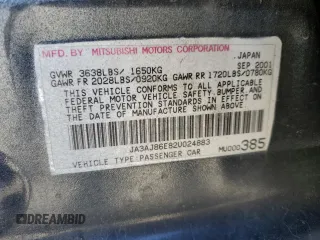 MFD. BY MITSUBISHI MOTORS CORPORATION
JAPAN
GVWR 3638LBS/ 1650KG SEP 2001
GAWR FR 2028LBS/0920KG GAWR RR 1720LBS/0780KG
THIS VEHICLE CONFORMS TO ALL APPLICABLE
FEDERAL MOTOR VEHICLE SAFETY, BUMPER, AND
THEFT PREVENTION STANDARDS IN EFFECT ON
THE DATE OF MANUFACTURE SHOWN ABOVE.
JA3AJ86E82U024883
MU000385
VEHICLE TYPE:PASSENGER CAR
DREAMBID